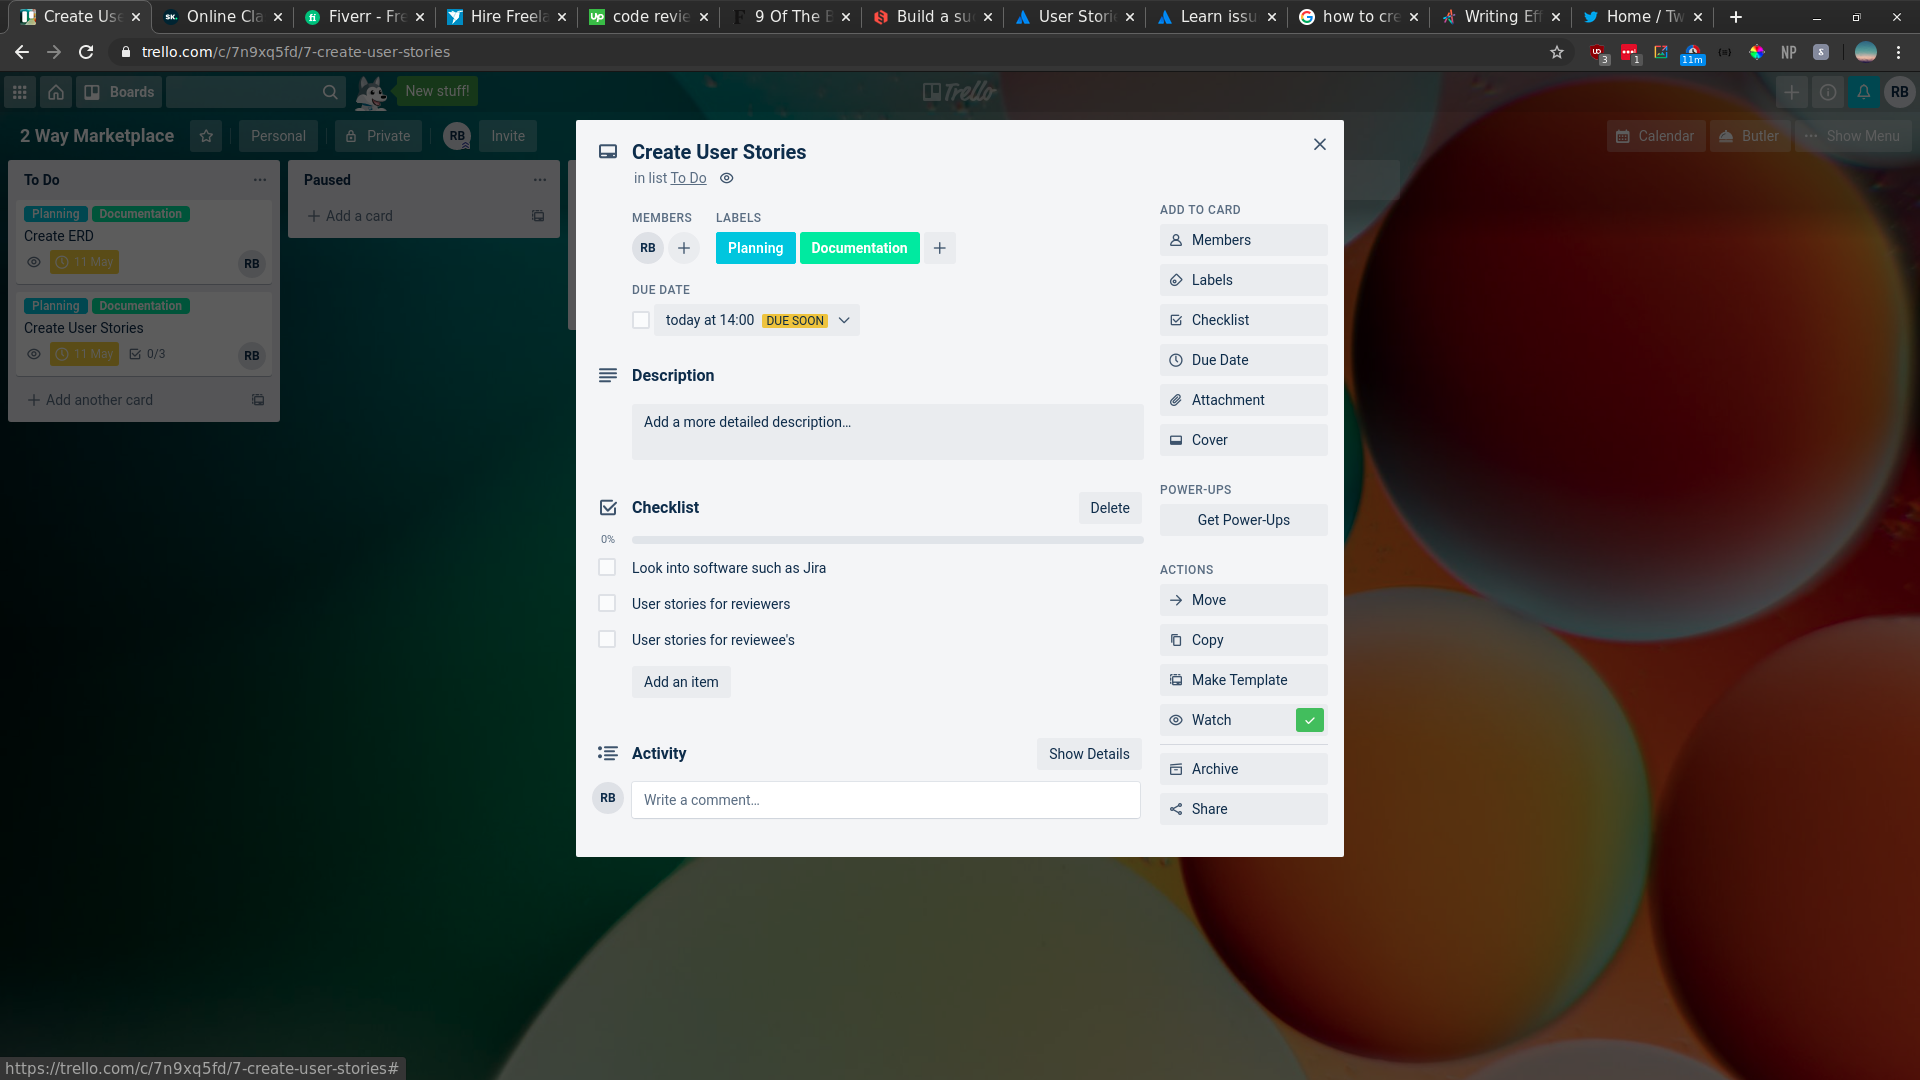 Create Use
Online Cla
Fiverr - Fre
Hire Freela
code revie
9 Of The B
Build a su
User Stori
Learn issu
how to cre
Writing Eff
Home / Tw
trello.com/c/7n9xq5fd/7-create-user-stories
3
1
11m
NP
Boards
New stuff!
Trello
RB
2 Way Marketplace
Personal
Private
RB
Invite
Calendar
Butler
Show Menu
To Do
Planning
Documentation
Create ERD
11 May
RB
Planning
Documentation
Create User Stories
11 May
0/3
RB
Add another card
Paused
Add a card
Create User Stories
in list To Do
MEMBERS
LABELS
RB
Planning
Documentation
DUE DATE
today at 14:00 DUE SOON
Description
Add a more detailed description…
Checklist
Delete
0%
Look into software such as Jira
User stories for reviewers
User stories for reviewee's
Add an item
Activity
Show Details
RB
Write a comment…
ADD TO CARD
Members
Labels
Checklist
Due Date
Attachment
Cover
POWER-UPS
Get Power-Ups
ACTIONS
Move
Copy
Make Template
Watch
Archive
Share
https://trello.com/c/7n9xq5fd/7-create-user-stories#